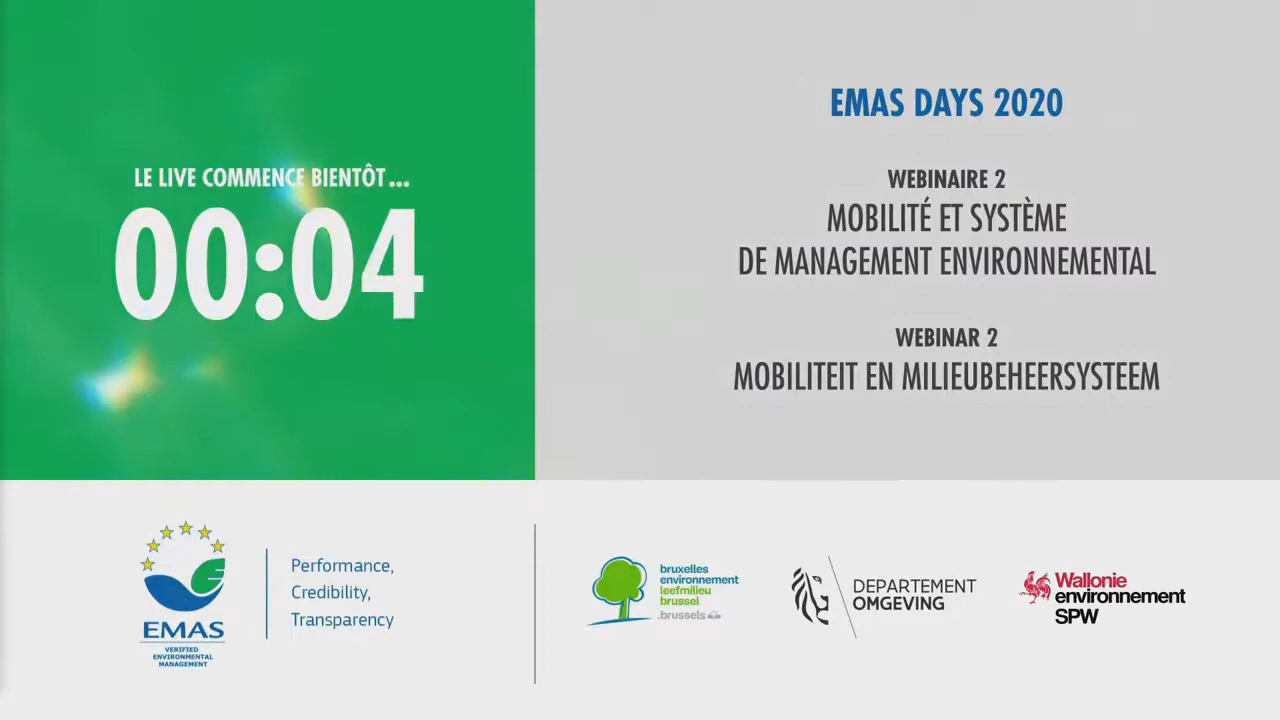 LE LIVE COMMENCE BIENTÔT...
00:04
EMAS DAYS 2020
WEBINAIRE 2
MOBILITÉ ET SYSTÈME
DE MANAGEMENT ENVIRONNEMENTAL
WEBINAR 2
MOBILITEIT EN MILIEUBEHEERSYSTEEM
EMAS
VERIFIED
ENVIRONMENTAL
MANAGEMENT
Performance,
Credibility,
Transparency
bruxelles
environnement
leefmilieu
brussel
.brussels
DEPARTEMENT
OMGEVING
Wallonie
environnement
SPW